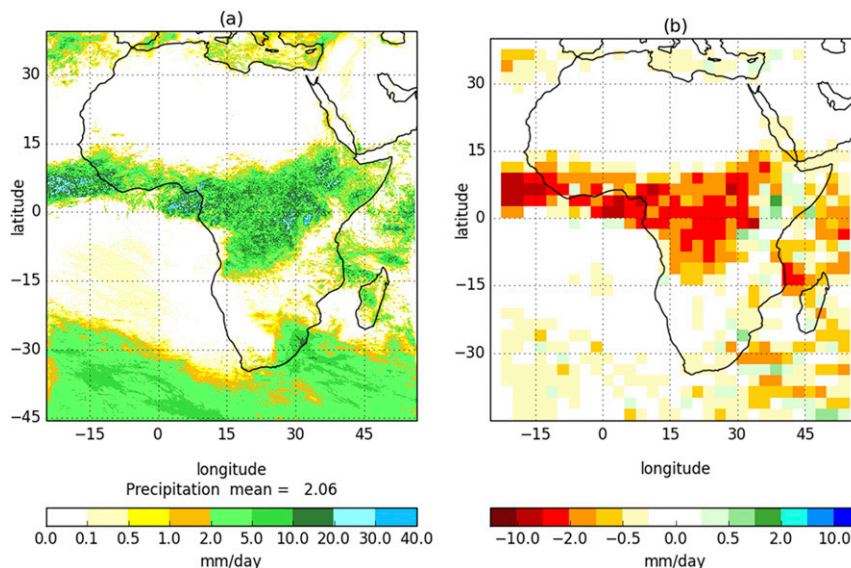 (a)
(b)
30
15
0
−15
−30
−45
latitude
−15 0 15 30 45
longitude
Precipitation mean = 2.06
0.0 0.1 0.5 1.0 2.0 5.0 10.0 20.0 30.0 40.0
mm/day
30
15
0
−15
−30
latitude
−15 0 15 30 45
longitude
−10.0 −2.0 −0.5 0.0 0.5 2.0 10.0
mm/day